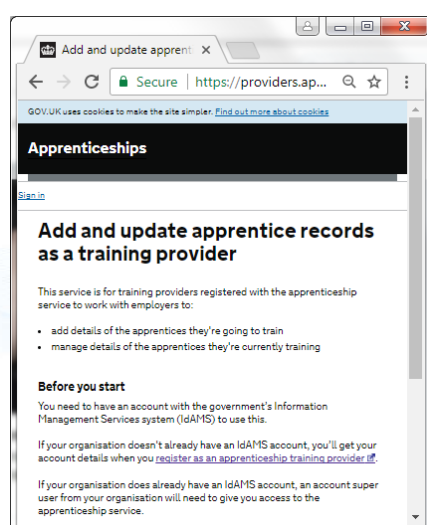 Add and update apprent
Secure | https://providers.ap...
GOV.UK uses cookies to make the site simpler. Find out more about cookies
Apprenticeships
Sign in
Add and update apprentice records
as a training provider
This service is for training providers registered with the apprenticeship
service to work with employers to:
• add details of the apprentices they're going to train
• manage details of the apprentices they're currently training
Before you start
You need to have an account with the government's Information
Management Services system (IdAMS) to use this.
If your organisation doesn't already have an IdAMS account, you'll get your
account details when you register as an apprenticeship training provider.
If your organisation does already have an IdAMS account, an account super
user from your organisation will need to give you access to the
apprenticeship service.